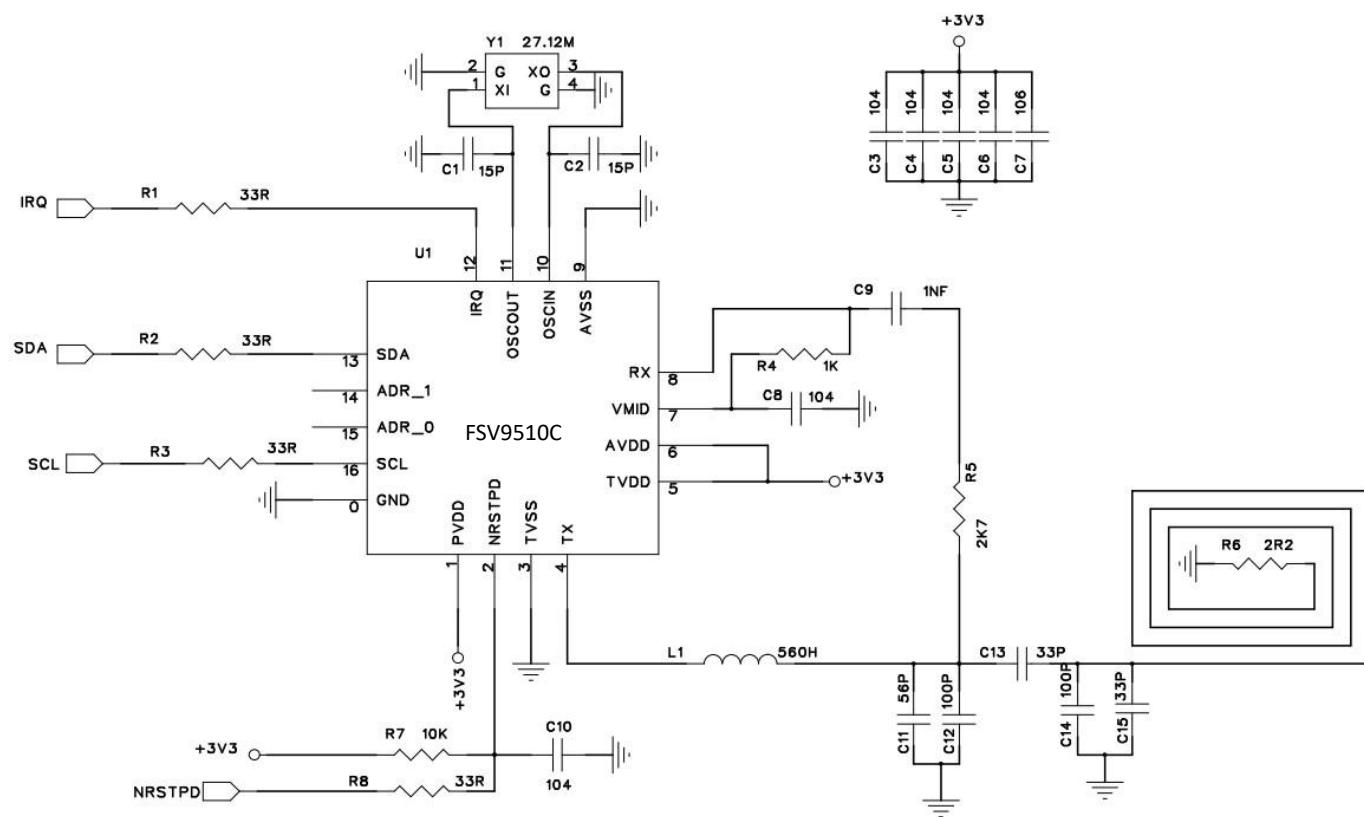 +3V3
Y1 27.12M
2 G XO 3
1 XI G 4
104 104 104 104 106
C3 C4 C5 C6 C7
C1 15P
C2 15P
IRQ
R1 33R
U1
12 11 10 9
IRQ OSCOUT OSCIN AVSS
C9 1NF
SDA
R2 33R
13 SDA
14 ADR_1
15 ADR_0
SCL
R3 33R
16 SCL
0 GND
FSV9510C
RX 8
VMID 7
AVDD 6
TVDD 5
R4 1K
C8 104
+3V3
R5
2K7
PVDD NRSTPD TVSS TX
1 2 3 4
R6 2R2
+3V3
L1 560H
C13 33P
56P 100P
C11 C12
100P 33P
C14 C15
+3V3
R7 10K
C10
104
NRSTPD
R8 33R